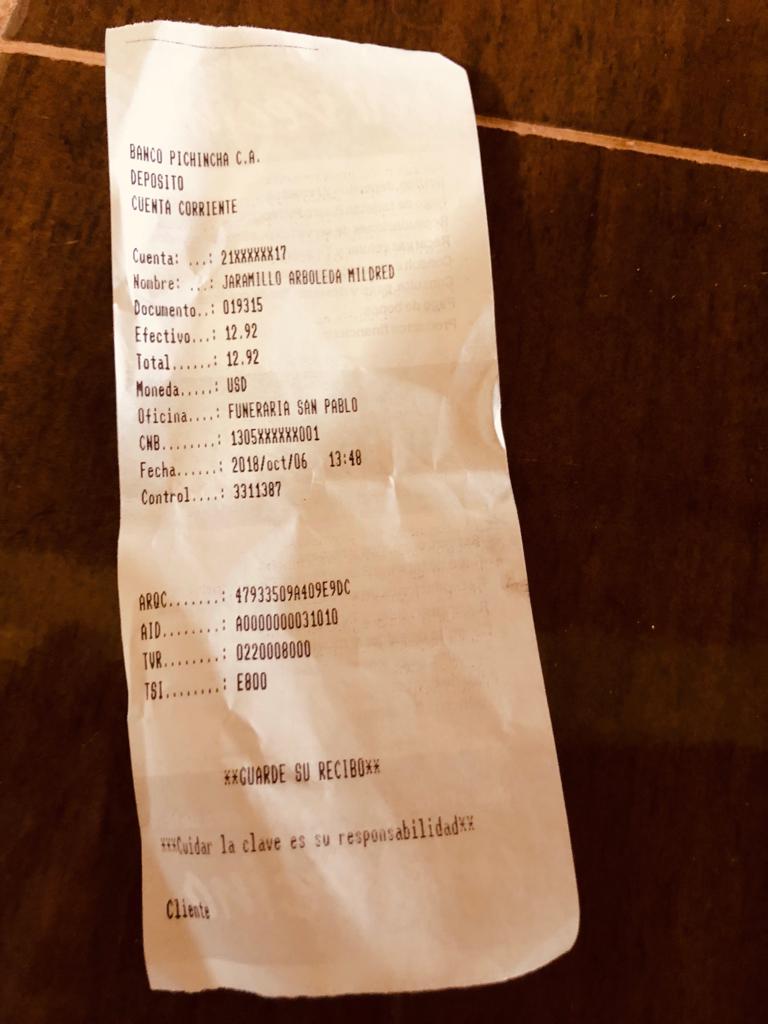 BANCO PICHINCHA C.A.
DEPOSITO
CUENTA CORRIENTE
Cuenta: ...: 21XXXXXX17
Nombre: ...: JARAMILLO ARBOLEDA MILDRED
Documento..: 019315
Efectivo...: 12.92
Total......: 12.92
Moneda.....: USD
Oficina....: FUNERARIA SAN PABLO
CNB........: 1305XXXXXX001
Fecha......: 2018/oct/06 13:48
Control....: 3311387
ARQC.......: 47933509A409E9DC
AID........: A0000000031010
TVR........: 0220008000
TSI........: E800
**GUARDE SU RECIBO**
***Cuidar la clave es su responsabilidad**
Cliente